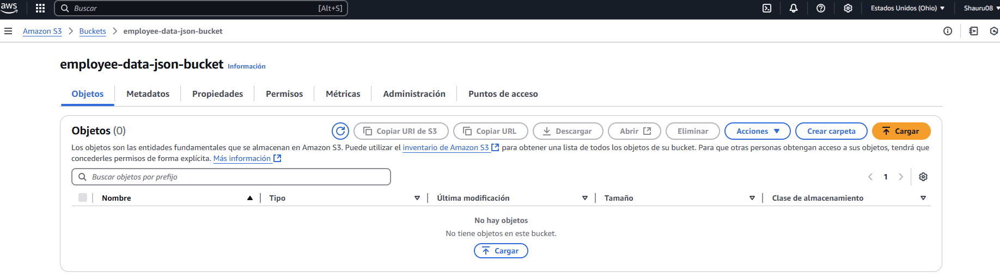 aws Buscar [Alt+S] Estados Unidos (Ohio) Shauru08
Amazon S3 Buckets employee-data-json-bucket
employee-data-json-bucket Información
Objetos Metadatos Propiedades Permisos Métricas Administración Puntos de acceso
Objetos (0) Copiar URI de S3 Copiar URL Descargar Abrir Eliminar Acciones Crear carpeta Cargar
Los objetos son las entidades fundamentales que se almacenan en Amazon S3. Puede utilizar el inventario de Amazon S3 para obtener una lista de todos los objetos de su bucket. Para que otras personas obtengan acceso a sus objetos, tendrá que
concederles permisos de forma explícita. Más información
Buscar objetos por prefijo 1
Nombre Tipo Última modificación Tamaño Clase de almacenamiento
No hay objetos
No tiene objetos en este bucket.
Cargar